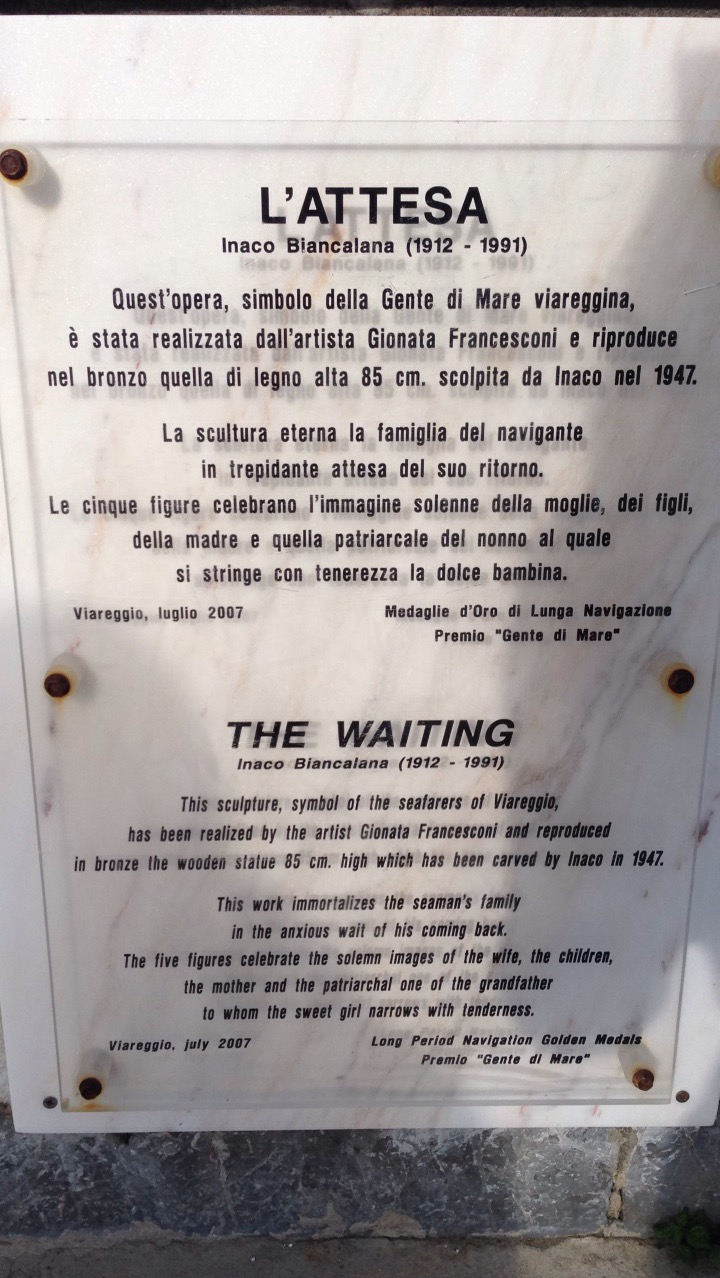 L'ATTESA
Inaco Biancalana (1912 - 1991)
Quest'opera, simbolo della Gente di Mare viareggina,
è stata realizzata dall'artista Gionata Francesconi e riproduce
nel bronzo quella di legno alta 85 cm. scolpita da Inaco nel 1947.
La scultura eterna la famiglia del navigante
in trepidante attesa del suo ritorno.
Le cinque figure celebrano l'immagine solenne della moglie, dei figli,
della madre e quella patriarcale del nonno al quale
si stringe con tenerezza la dolce bambina.
Viareggio, luglio 2007
Medaglie d'Oro di Lunga Navigazione
Premio "Gente di Mare"
THE WAITING
Inaco Biancalana (1912 - 1991)
This sculpture, symbol of the seafarers of Viareggio,
has been realized by the artist Gionata Francesconi and reproduced
in bronze the wooden statue 85 cm. high which has been carved by Inaco in 1947.
This work immortalizes the seaman's family
in the anxious wait of his coming back.
The five figures celebrate the solemn images of the wife, the children,
the mother and the patriarchal one of the grandfather
to whom the sweet girl narrows with tenderness.
Viareggio, july 2007
Long Period Navigation Golden Medals
Premio "Gente di Mare"